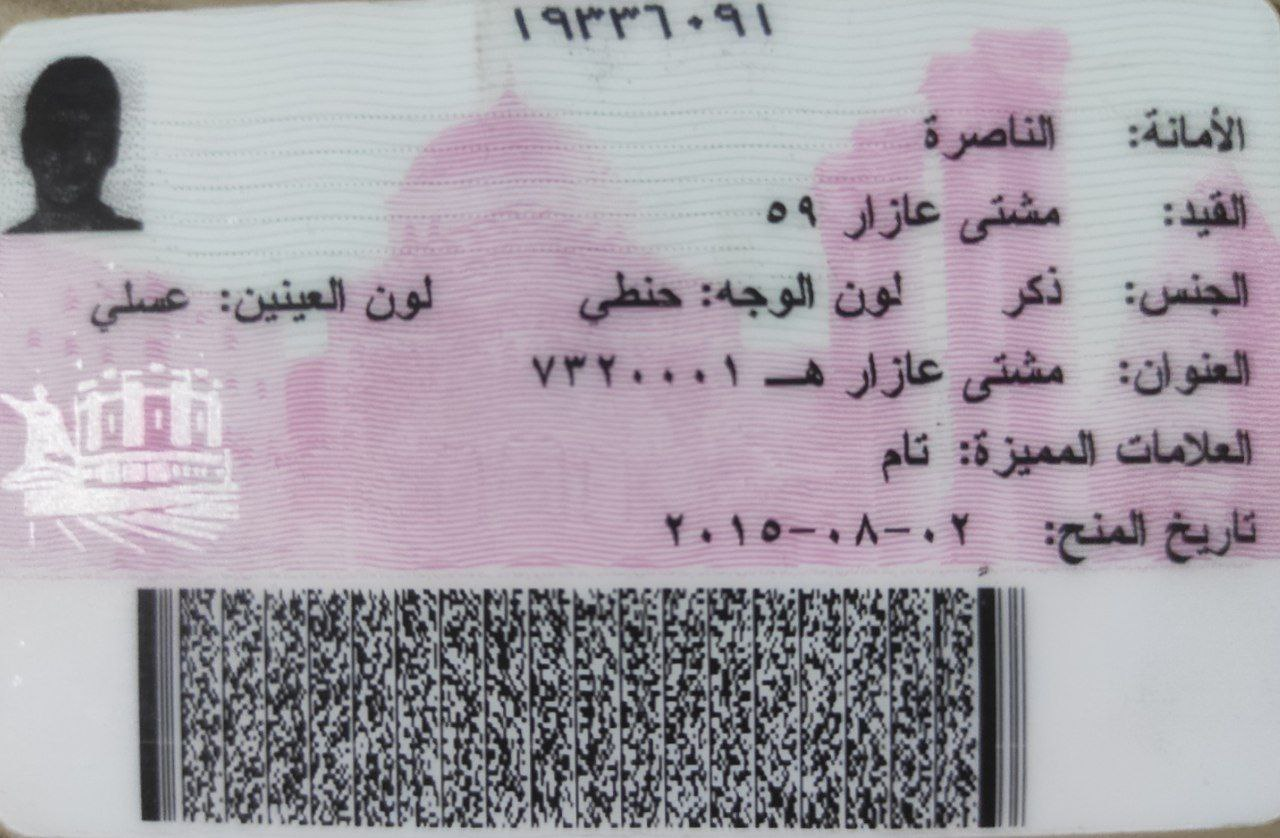 ١٩٣٣٦٠٩١
الأمانة: الناصرة
القيد: مشتى عازار ٥٩
الجنس: ذكر لون الوجه: حنطي لون العينين: عسلي
العنوان: مشتى عازار هـ ٧٣٢٠٠٠١
العلامات المميزة: تام
تاريخ المنح: ٠٢-٠٨-٢٠١٥